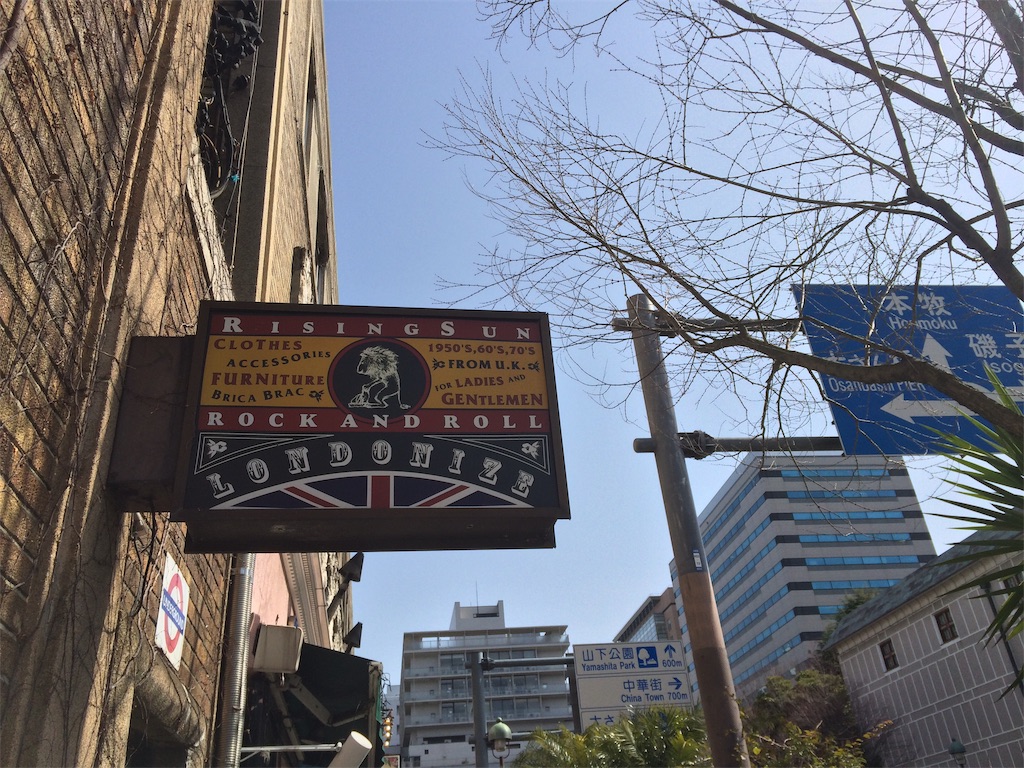 RISING SUN
CLOTHES
ACCESSORIES
FURNITURE
BRICA BRAC
1950'S, 60'S, 70'S
FROM U.K.
FOR LADIES AND
GENTLEMEN
ROCK AND ROLL
LONDONIZE
UNDERGROUND
本牧
Honmoku
磯子
Osanbashi Pier
山下公園
Yamashita Park
600m
中華街
China Town 700m